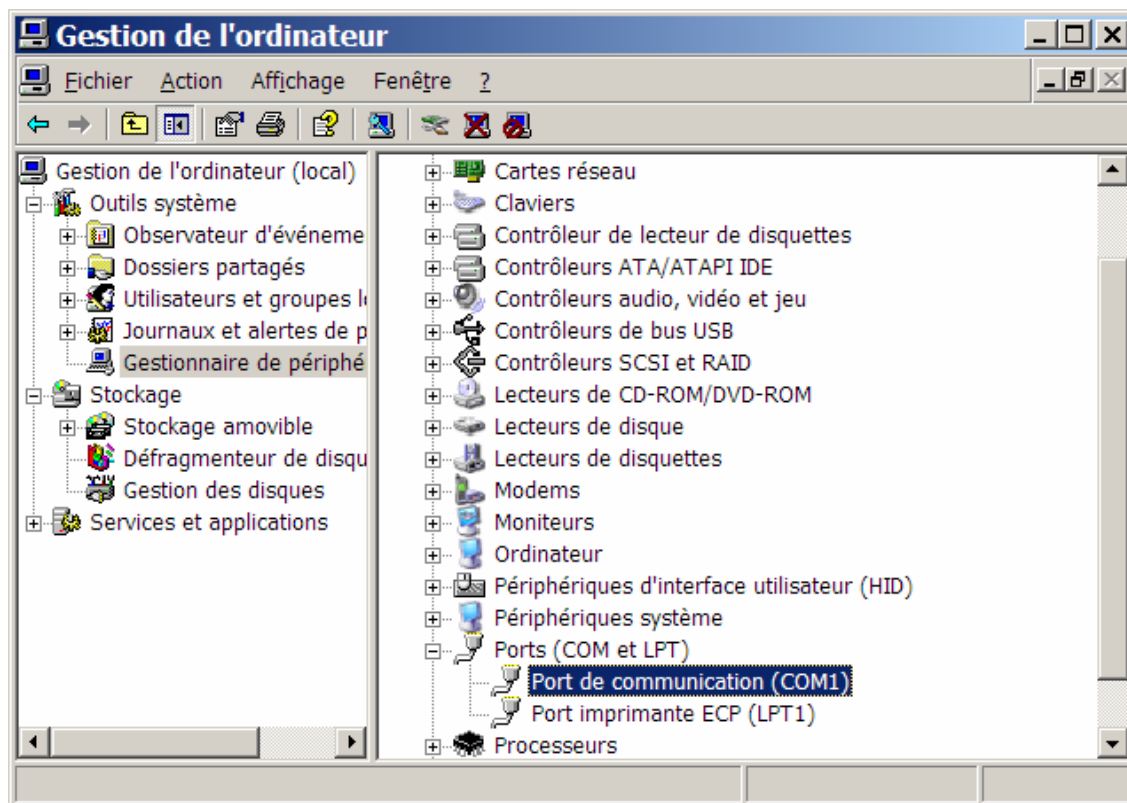 Gestion de l'ordinateur
Fichier Action Affichage Fenêtre ?
Gestion de l'ordinateur (local)
Outils système
Observateur d'événeme
Dossiers partagés
Utilisateurs et groupes l
Journaux et alertes de p
Gestionnaire de périphé
Stockage
Stockage amovible
Défragmenteur de disqu
Gestion des disques
Services et applications
Cartes réseau
Claviers
Contrôleur de lecteur de disquettes
Contrôleurs ATA/ATAPI IDE
Contrôleurs audio, vidéo et jeu
Contrôleurs de bus USB
Contrôleurs SCSI et RAID
Lecteurs de CD-ROM/DVD-ROM
Lecteurs de disque
Lecteurs de disquettes
Modems
Moniteurs
Ordinateur
Périphériques d'interface utilisateur (HID)
Périphériques système
Ports (COM et LPT)
Port de communication (COM1)
Port imprimante ECP (LPT1)
Processeurs